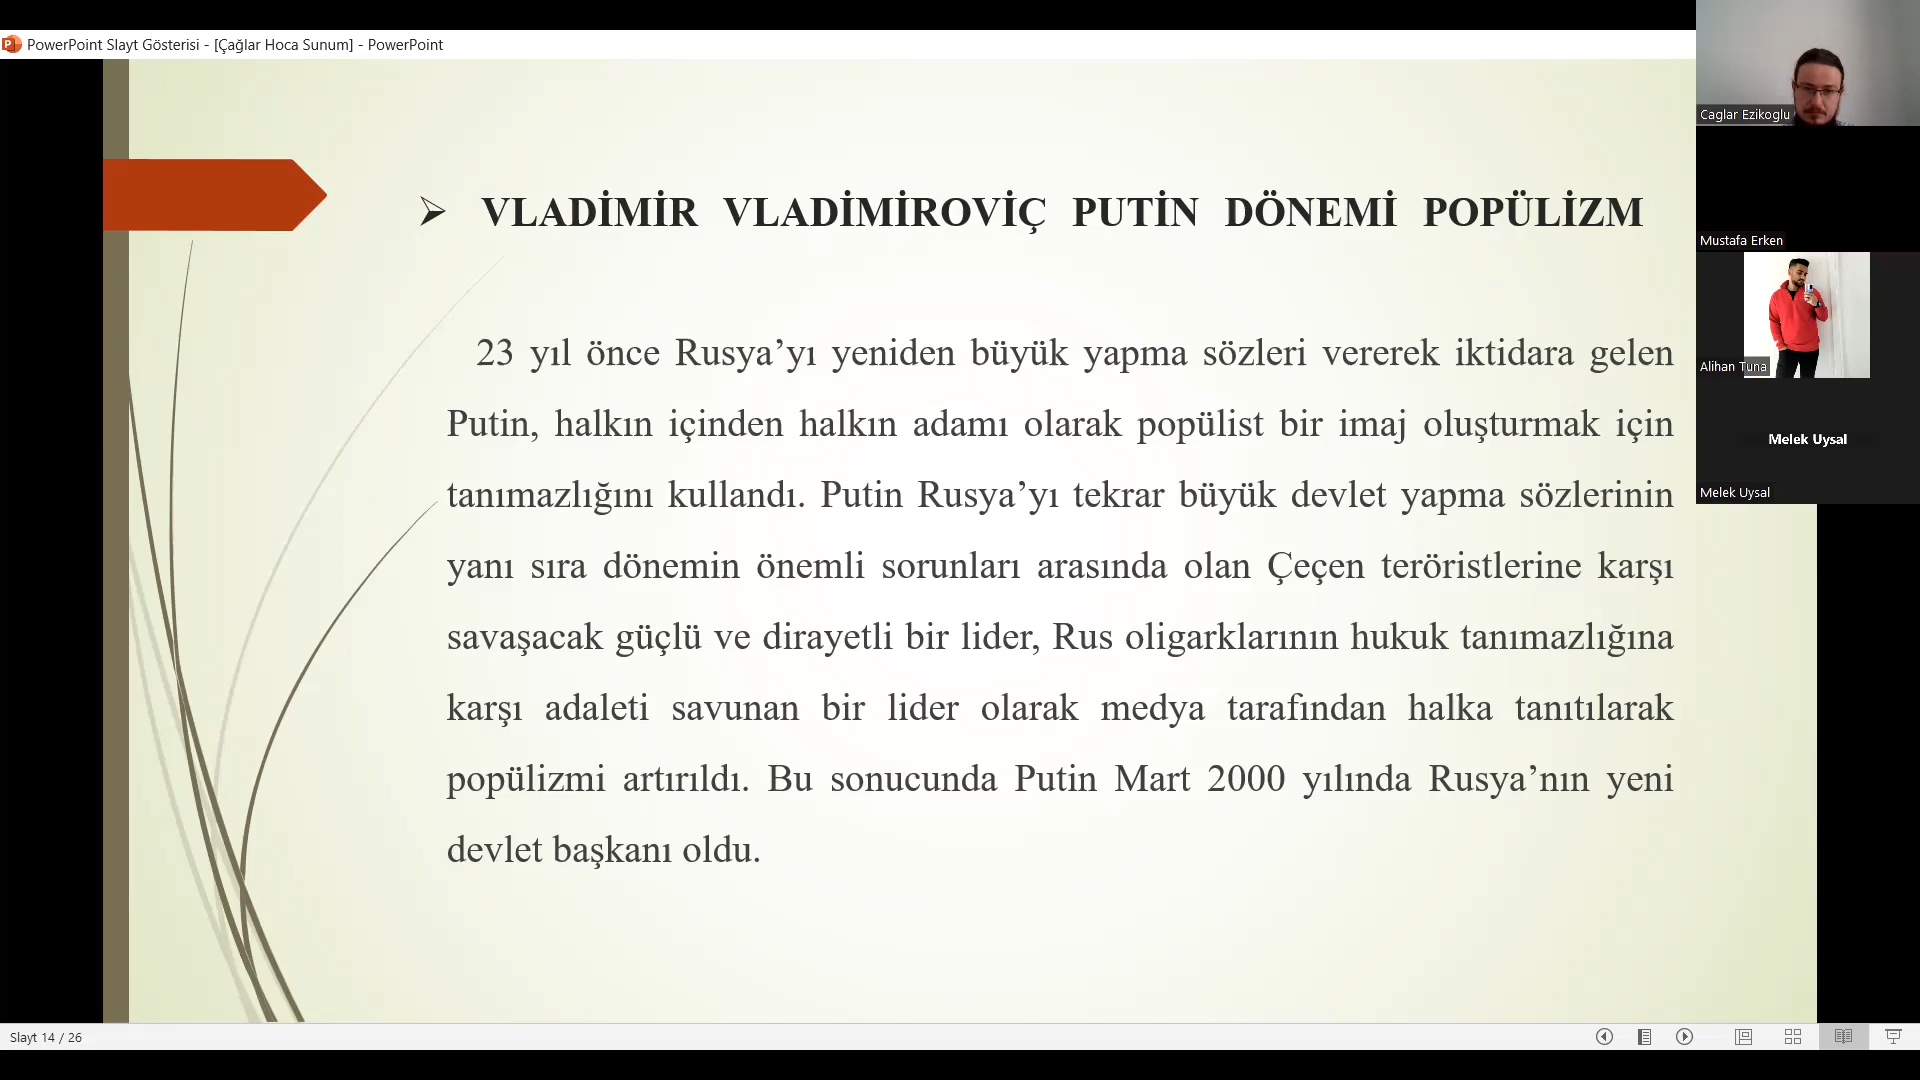 PowerPoint Slayt Gösterisi - [Çağlar Hoca Sunum] - PowerPoint
VLADİMİR VLADİMİROVİÇ PUTİN DÖNEMİ POPÜLİZM
23 yıl önce Rusya’yı yeniden büyük yapma sözleri vererek iktidara gelen
Putin, halkın içinden halkın adamı olarak popülist bir imaj oluşturmak için
tanımazlığını kullandı. Putin Rusya’yı tekrar büyük devlet yapma sözlerinin
yanı sıra dönemin önemli sorunları arasında olan Çeçen teröristlerine karşı
savaşacak güçlü ve dirayetli bir lider, Rus oligarklarının hukuk tanımazlığına
karşı adaleti savunan bir lider olarak medya tarafından halka tanıtılarak
popülizmi artırıldı. Bu sonucunda Putin Mart 2000 yılında Rusya’nın yeni
devlet başkanı oldu.
Caglar Ezikoglu
Mustafa Erken
Alihan Tuna
Melek Uysal
Melek Uysal
Slayt 14 / 26